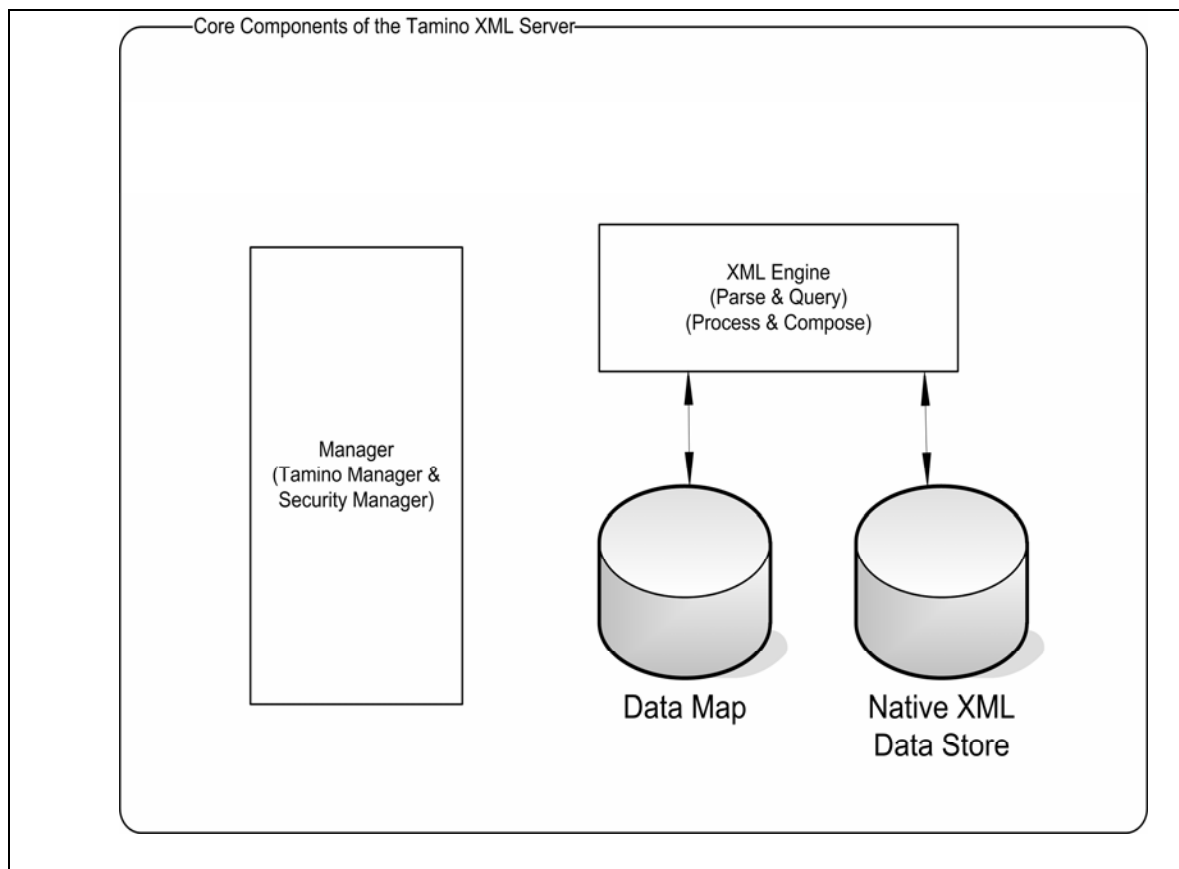 Core Components of the Tamino XML Server
XML Engine
(Parse & Query)
(Process & Compose)
Manager
(Tamino Manager &
Security Manager)
Data Map
Native XML
Data Store